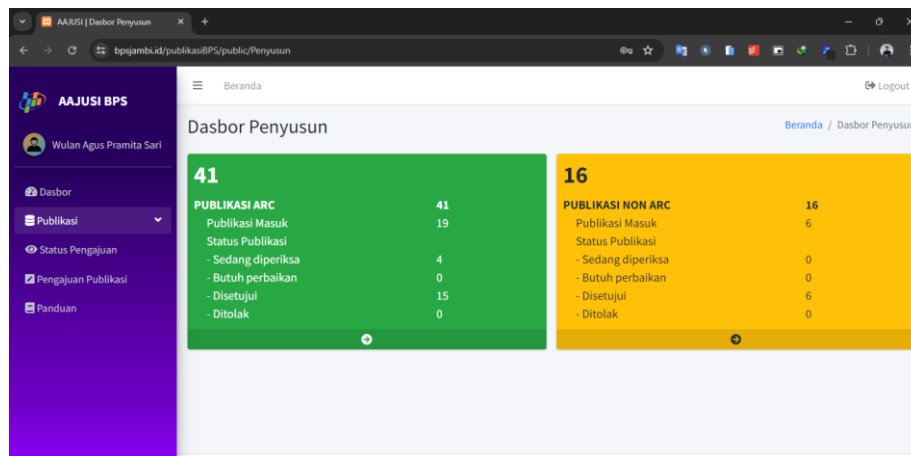 AAJUSI | Dasbor Penyusun
bpsjambi.id/publikasiBPS/public/Penyusun
AAJUSI BPS
Wulan Agus Pramita Sari
Dasbor
Publikasi
Status Pengajuan
Pengajuan Publikasi
Panduan
Beranda
Logout
Dasbor Penyusun
Beranda / Dasbor Penyusu
41
PUBLIKASI ARC 41
Publikasi Masuk 19
Status Publikasi
- Sedang diperiksa 4
- Butuh perbaikan 0
- Disetujui 15
- Ditolak 0
16
PUBLIKASI NON ARC 16
Publikasi Masuk 6
Status Publikasi
- Sedang diperiksa 0
- Butuh perbaikan 0
- Disetujui 6
- Ditolak 0